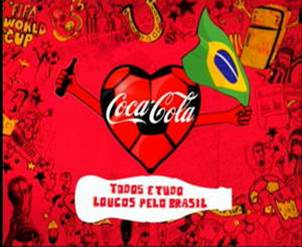 FIFA
WORLD
CUP
Coca-Cola
TODOS E TUDO
LOUCOS PELO BRASIL